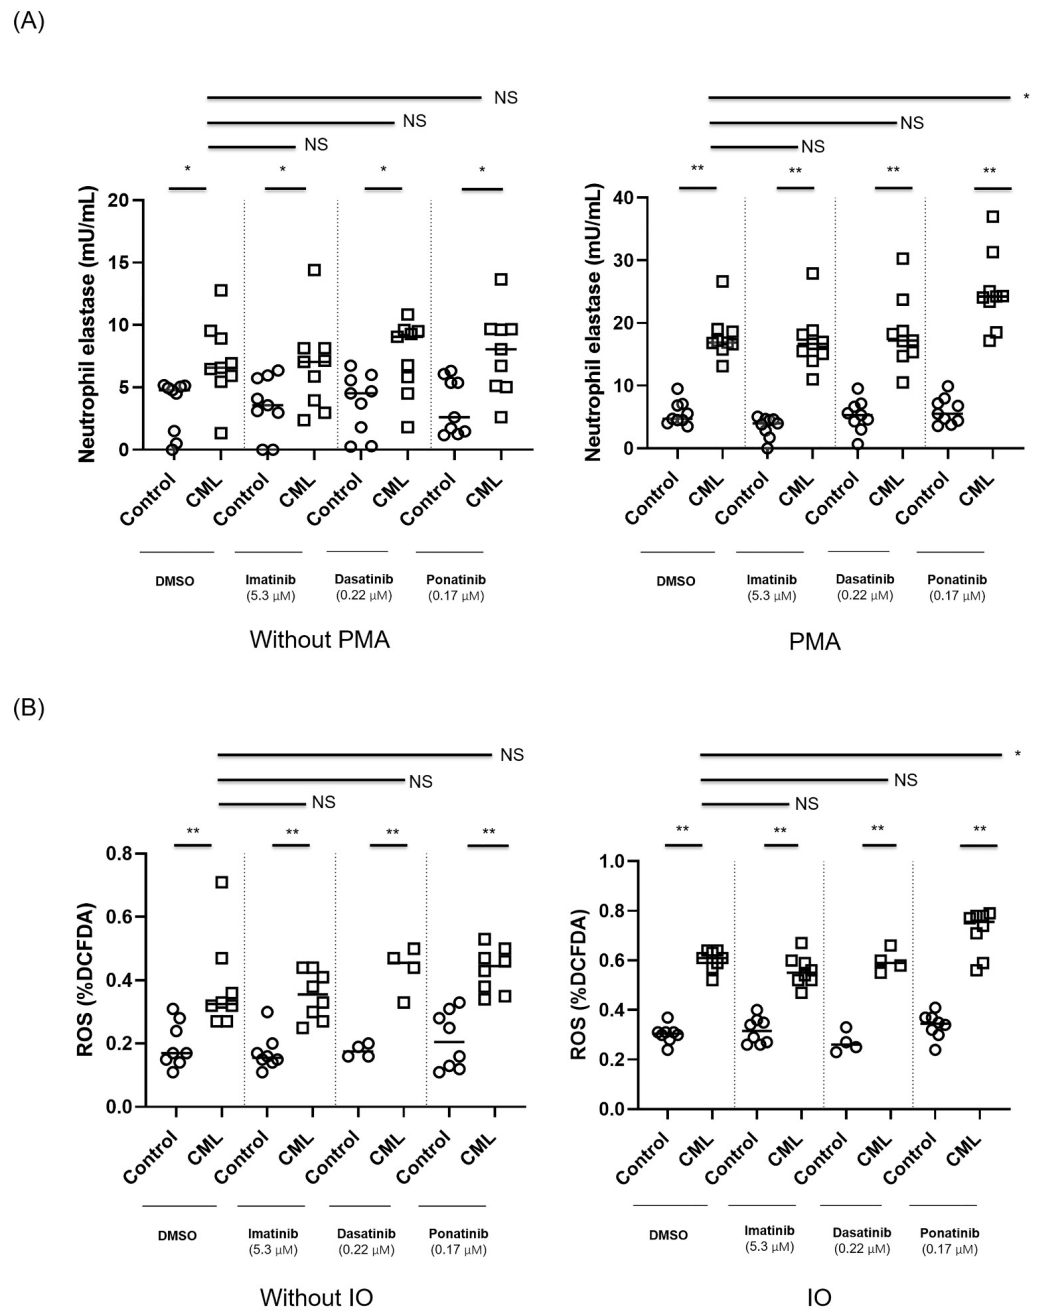 (A)
NS
NS
NS
* * * *
Neutrophil elastase (mU/mL)
20
15
10
5
0
Control CML Control CML Control CML Control CML
DMSO Imatinib Dasatinib Ponatinib
(5.3 μM) (0.22 μM) (0.17 μM)
Without PMA
*
NS
NS
** ** ** **
Neutrophil elastase (mU/mL)
40
30
20
10
0
Control CML Control CML Control CML Control CML
DMSO Imatinib Dasatinib Ponatinib
(5.3 μM) (0.22 μM) (0.17 μM)
PMA
(B)
NS
NS
NS
** ** ** **
ROS (%DCFDA)
0.8
0.6
0.4
0.2
0.0
Control CML Control CML Control CML Control CML
DMSO Imatinib Dasatinib Ponatinib
(5.3 μM) (0.22 μM) (0.17 μM)
Without IO
*
NS
NS
** ** ** **
ROS (%DCFDA)
1.0
0.8
0.6
0.4
0.2
0.0
Control CML Control CML Control CML Control CML
DMSO Imatinib Dasatinib Ponatinib
(5.3 μM) (0.22 μM) (0.17 μM)
IO